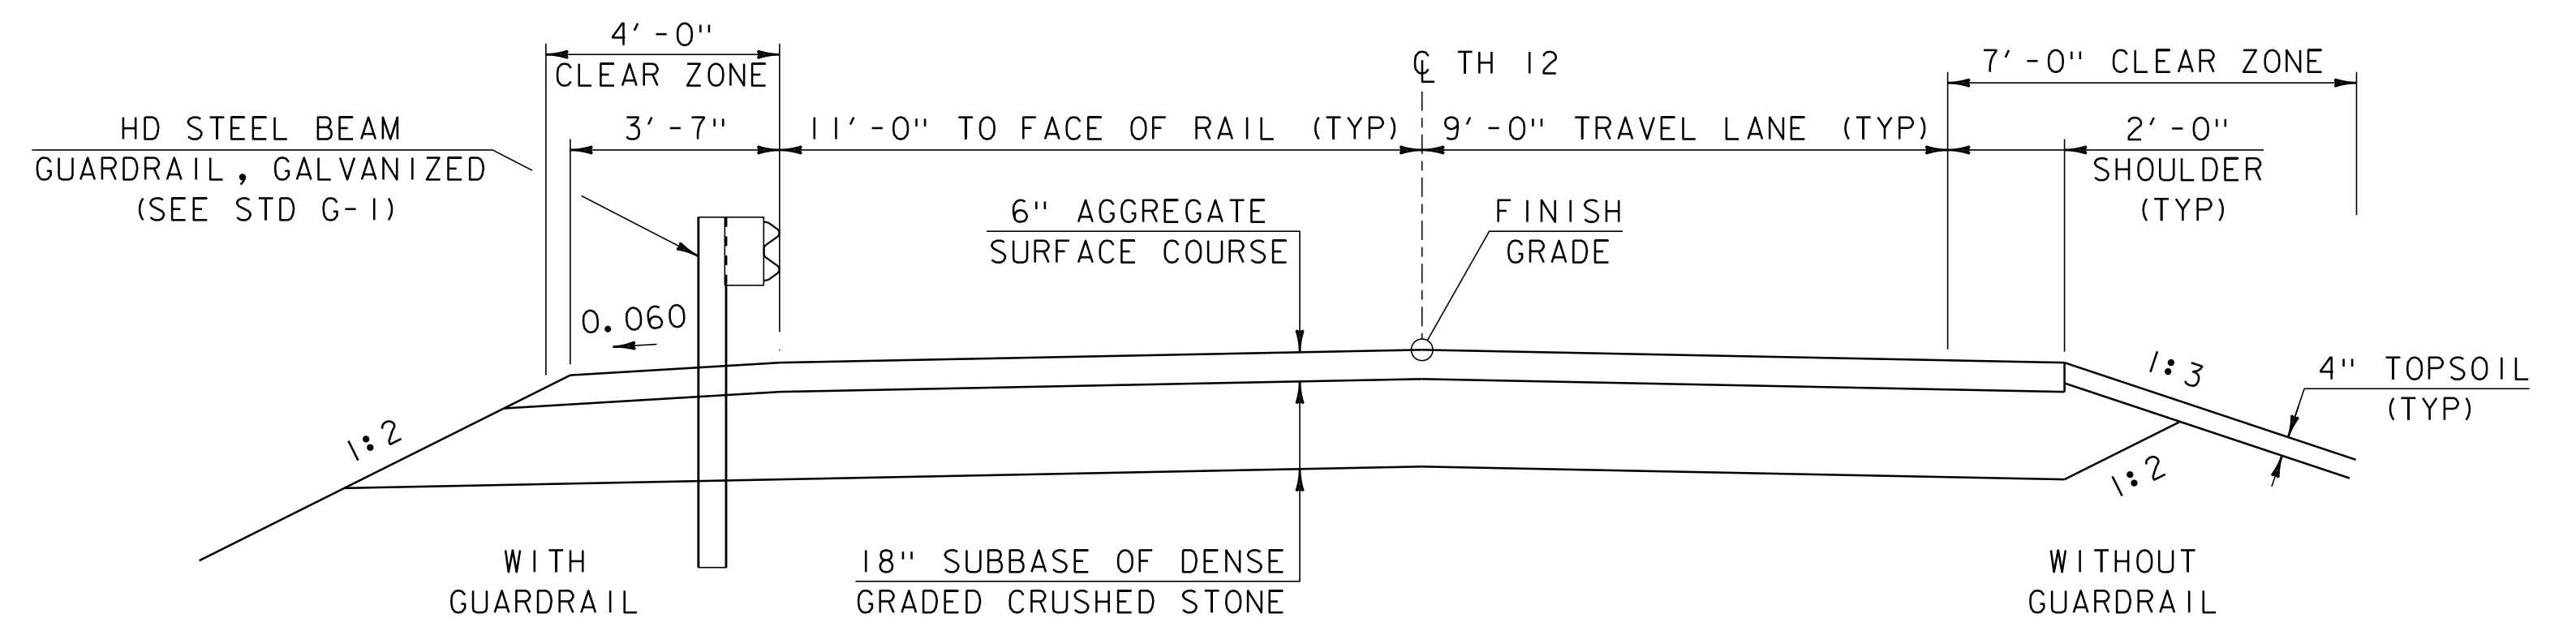 4'-0"
CLEAR ZONE
℄ TH 12
7'-0" CLEAR ZONE
HD STEEL BEAM
GUARDRAIL, GALVANIZED
(SEE STD G-1)
3'-7"
11'-0" TO FACE OF RAIL (TYP)
9'-0" TRAVEL LANE (TYP)
2'-0"
SHOULDER
(TYP)
6" AGGREGATE
SURFACE COURSE
FINISH
GRADE
0.060
1:3
4" TOPSOIL
(TYP)
1:2
1:2
WITH
GUARDRAIL
18" SUBBASE OF DENSE
GRADED CRUSHED STONE
WITHOUT
GUARDRAIL